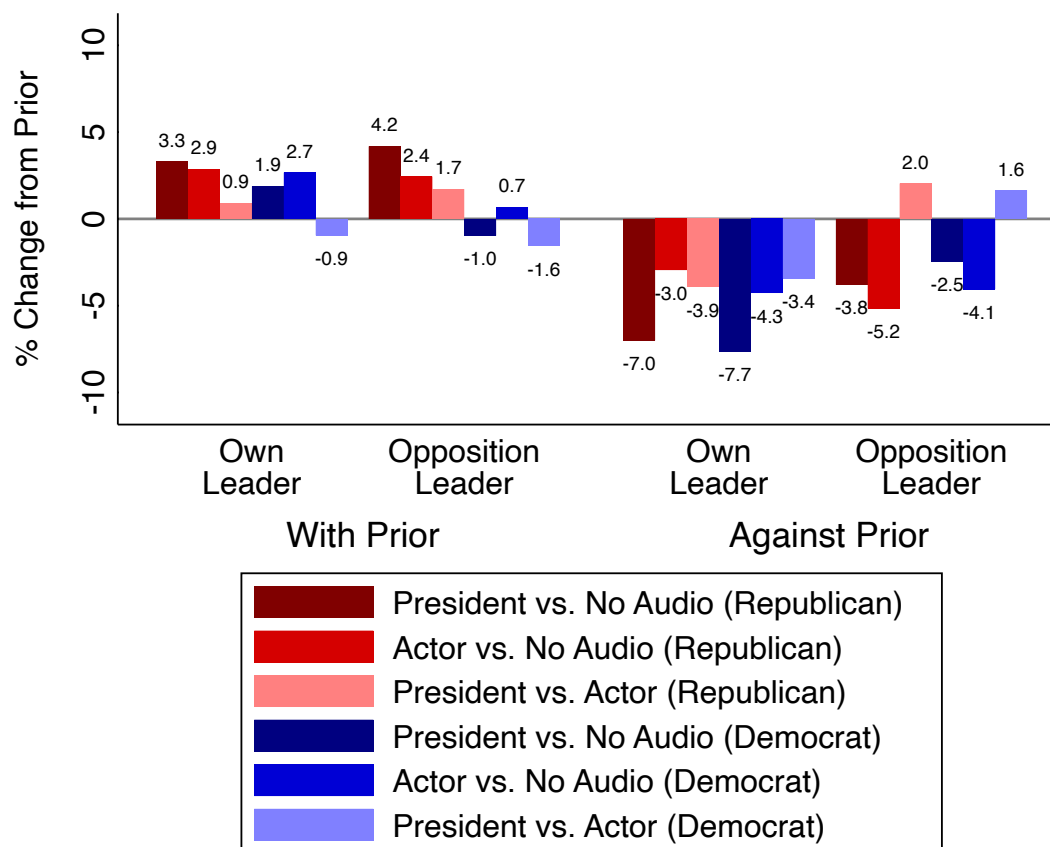 % Change from Prior
10
5
0
-5
-10
3.3
2.9
0.9
1.9
2.7
-0.9
4.2
2.4
1.7
-1.0
0.7
-1.6
-7.0
-3.0
-3.9
-7.7
-4.3
-3.4
-3.8
-5.2
2.0
-2.5
-4.1
1.6
Own
Leader
Opposition
Leader
Own
Leader
Opposition
Leader
With Prior
Against Prior
President vs. No Audio (Republican)
Actor vs. No Audio (Republican)
President vs. Actor (Republican)
President vs. No Audio (Democrat)
Actor vs. No Audio (Democrat)
President vs. Actor (Democrat)